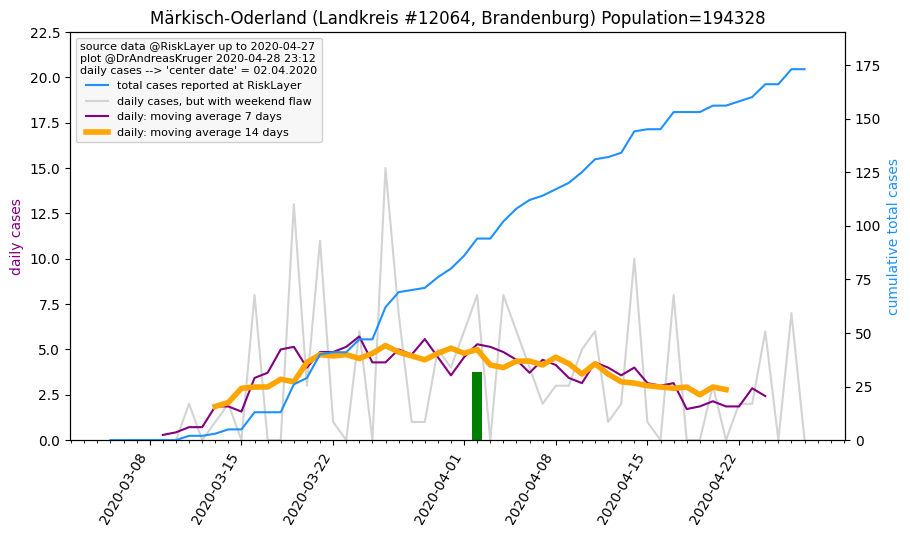 Märkisch-Oderland (Landkreis #12064, Brandenburg) Population=194328
source data @RiskLayer up to 2020-04-27
plot @DrAndreasKruger 2020-04-28 23:12
daily cases --> 'center date' = 02.04.2020
total cases reported at RiskLayer
daily cases, but with weekend flaw
daily: moving average 7 days
daily: moving average 14 days
daily cases
22.5
20.0
17.5
15.0
12.5
10.0
7.5
5.0
2.5
0.0
175
150
125
100
75
50
25
0
cumulative total cases
2020-03-08
2020-03-15
2020-03-22
2020-04-01
2020-04-08
2020-04-15
2020-04-22